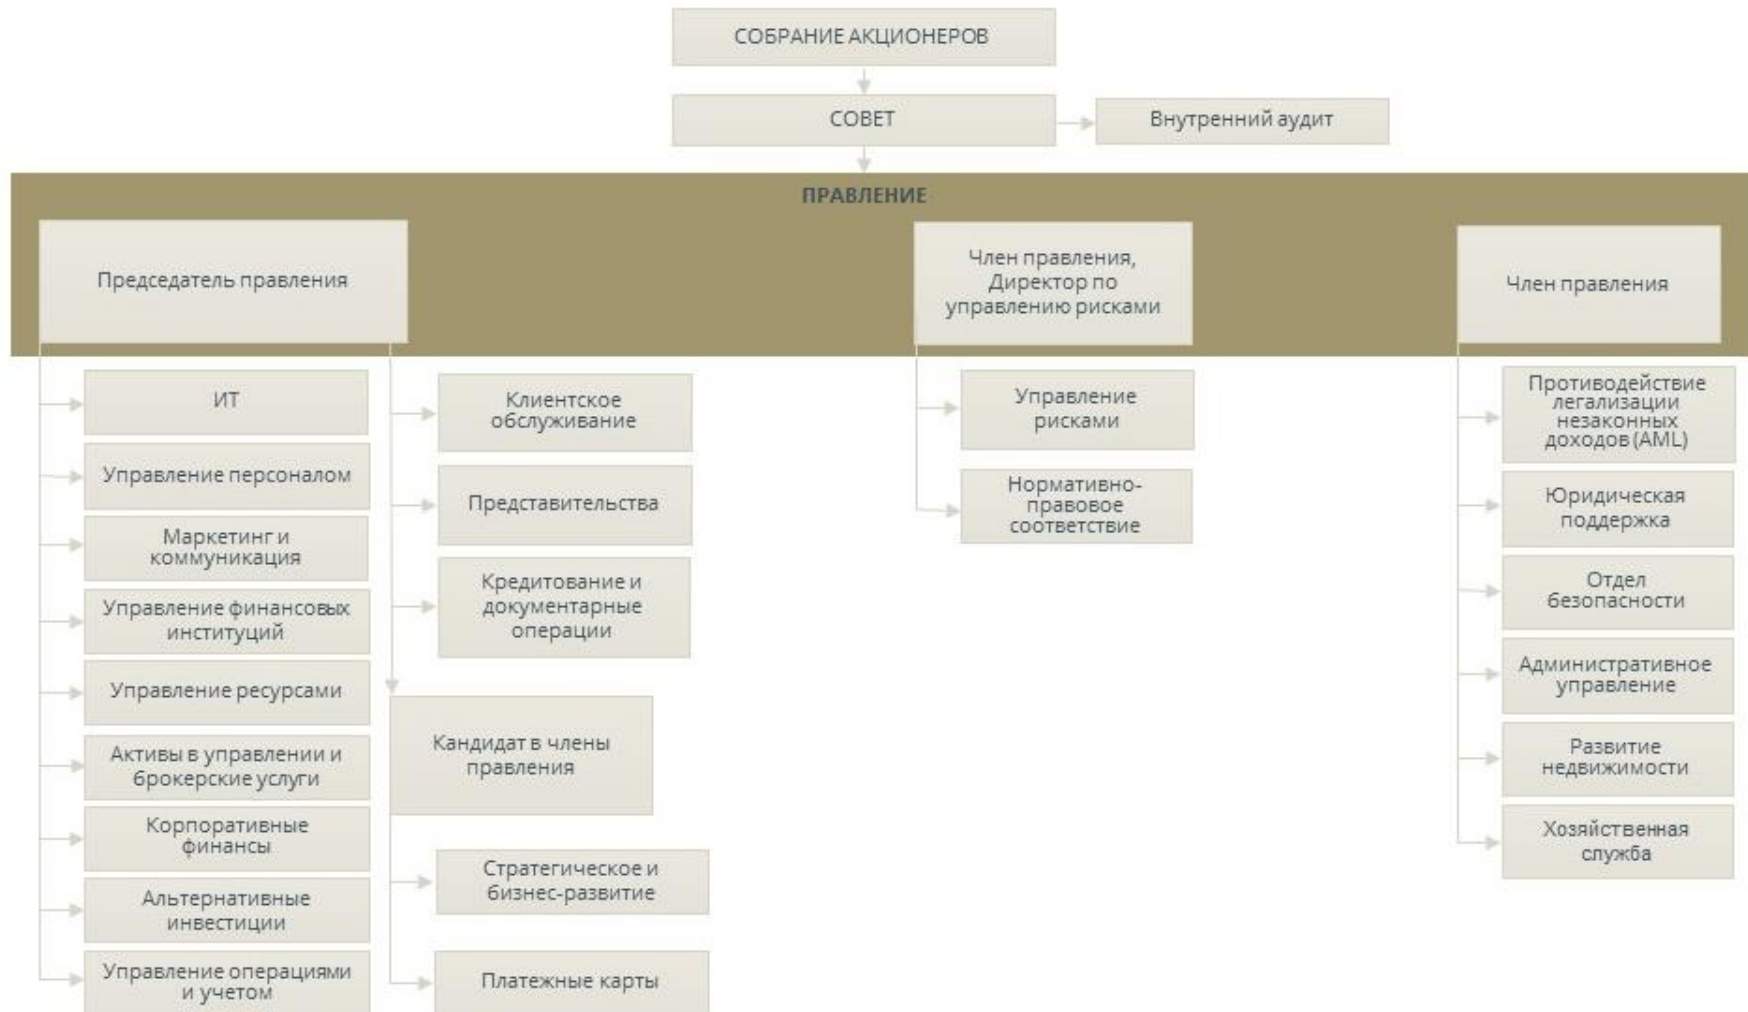 СОБРАНИЕ АКЦИОНЕРОВ
СОВЕТ
Внутренний аудит
ПРАВЛЕНИЕ
Председатель правления
Член правления,
Директор по
управлению рисками
Член правления
ИТ
Управление персоналом
Маркетинг и
коммуникация
Управление финансовых
институций
Управление ресурсами
Активы в управлении и
брокерские услуги
Корпоративные
финансы
Альтернативные
инвестиции
Управление операциями
и учетом
Клиентское
обслуживание
Представительства
Кредитование и
документарные
операции
Кандидат в члены
правления
Стратегическое и
бизнес-развитие
Платежные карты
Управление
рисками
Нормативно-
правовое
соответствие
Противодействие
легализации
незаконных
доходов (AML)
Юридическая
поддержка
Отдел
безопасности
Административное
управление
Развитие
недвижимости
Хозяйственная
служба